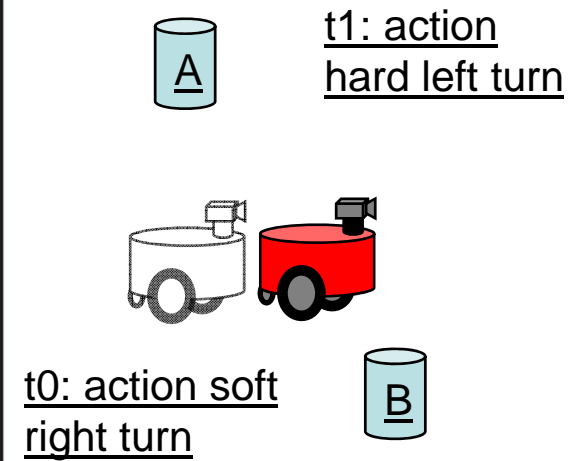 t1: action
hard left turn
A
t0: action soft
right turn
B